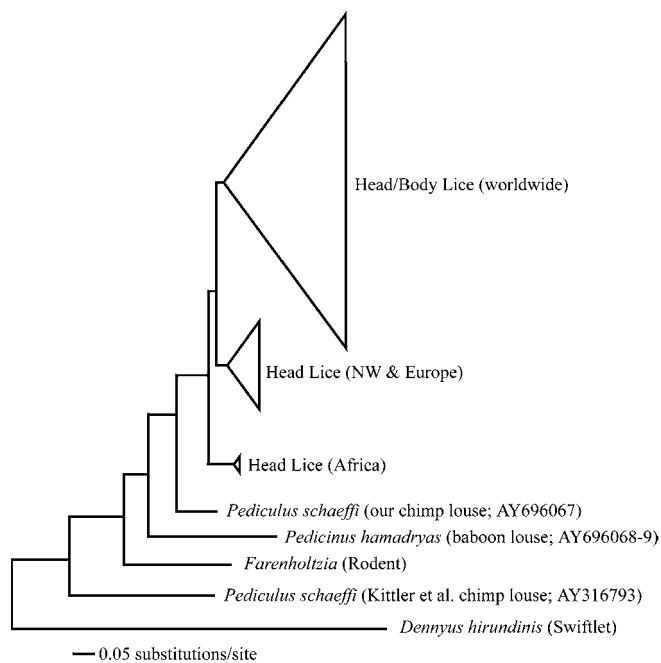 Head/Body Lice (worldwide)
Head Lice (NW & Europe)
Head Lice (Africa)
Pediculus schaeffi (our chimp louse; AY696067)
Pedicinus hamadryas (baboon louse; AY696068-9)
Farenholtzia (Rodent)
Pediculus schaeffi (Kittler et al. chimp louse; AY316793)
Dennyus hirundinis (Swiftlet)
0.05 substitutions/site